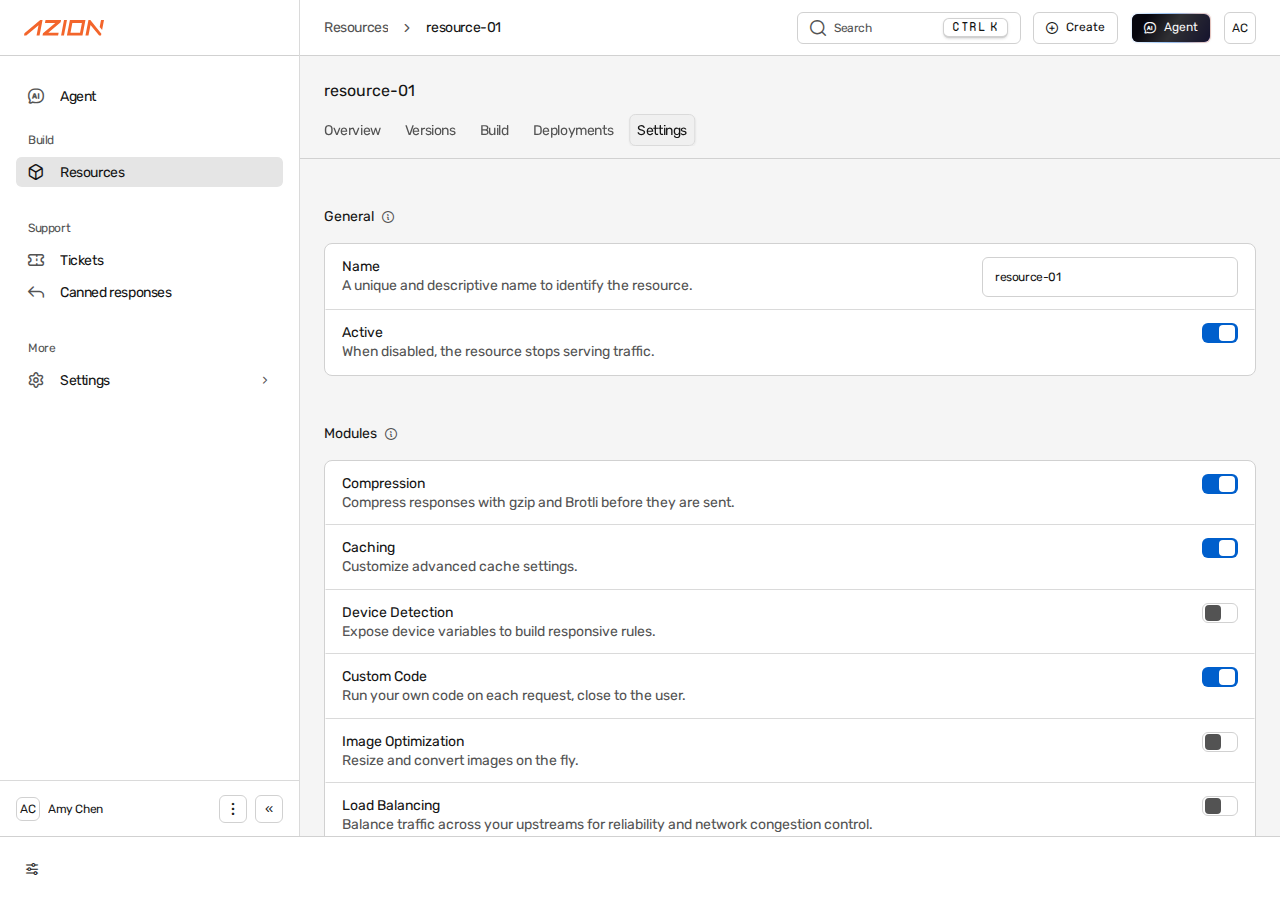 AZION
Resources
resource-01
Search
CTRL K
Create
Agent
AC
Agent
Build
Resources
Support
Tickets
Canned responses
More
Settings
AC
Amy Chen
resource-01
Overview
Versions
Build
Deployments
Settings
General
Name
A unique and descriptive name to identify the resource.
resource-01
Active
When disabled, the resource stops serving traffic.
Modules
Compression
Compress responses with gzip and Brotli before they are sent.
Caching
Customize advanced cache settings.
Device Detection
Expose device variables to build responsive rules.
Custom Code
Run your own code on each request, close to the user.
Image Optimization
Resize and convert images on the fly.
Load Balancing
Balance traffic across your upstreams for reliability and network congestion control.